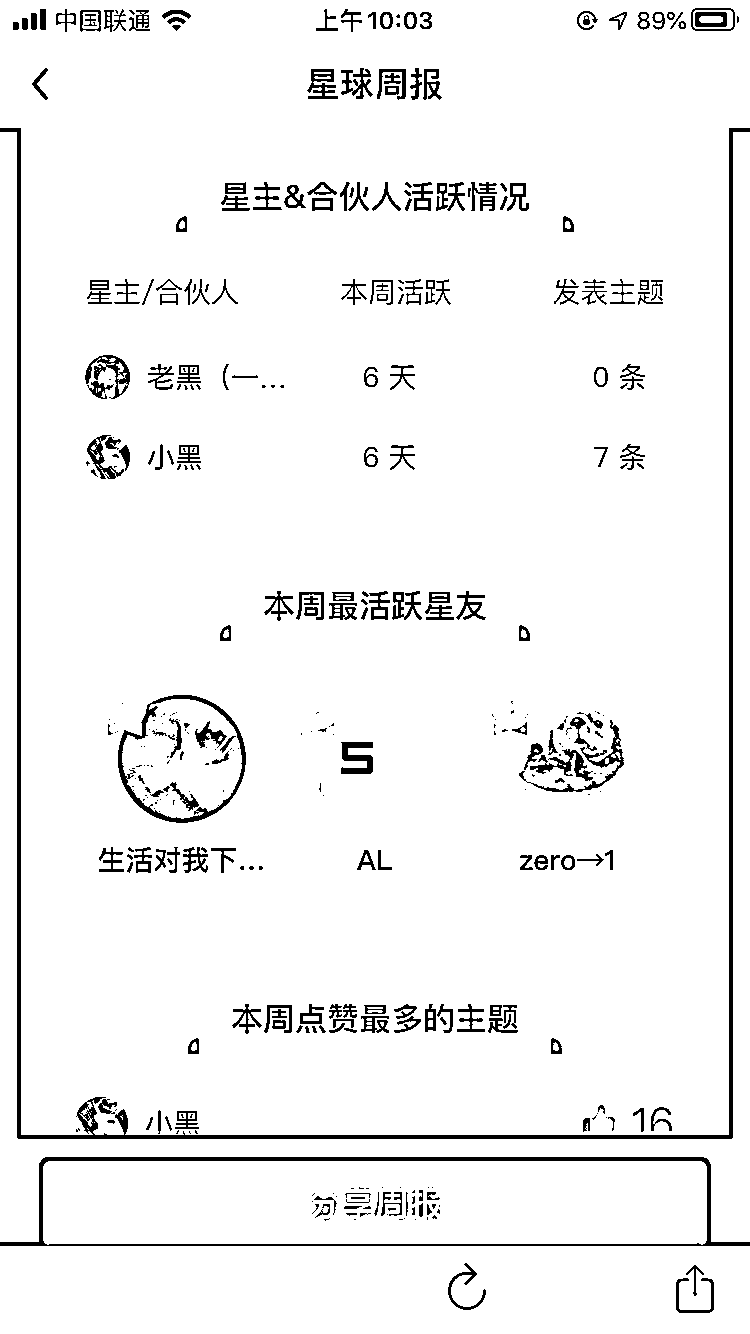 中国联通 上午10:03 89%
星球周报
星主&合伙人活跃情况
星主/合伙人 本周活跃 发表主题
老黑（一... 6 天 0 条
小黑 6 天 7 条
本周最活跃星友
S
生活对我下... AL zero→1
本周点赞最多的主题
小黑 16
分享周报